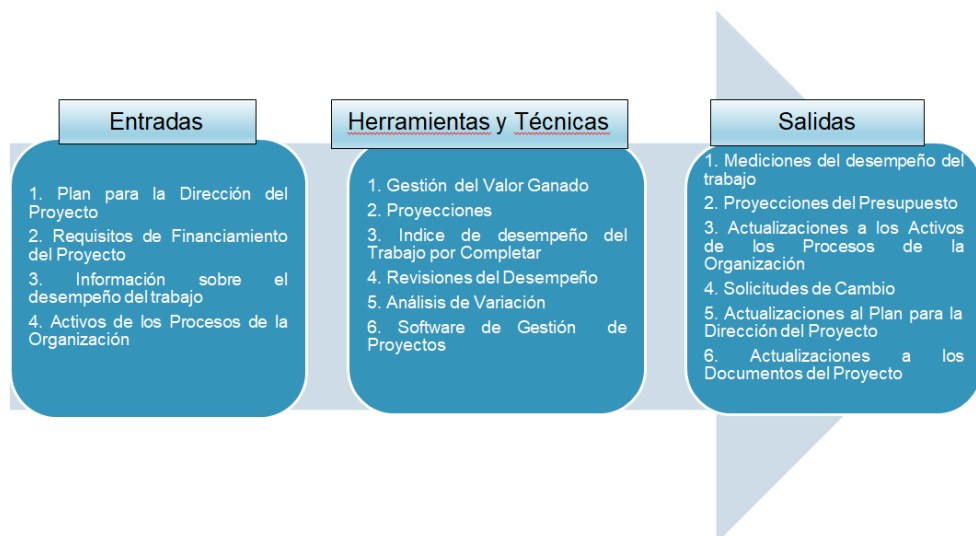 Entradas
1. Plan para la Dirección del
Proyecto
2. Requisitos de Financiamiento
del Proyecto
3. Información sobre el
desempeño del trabajo
4. Activos de los Procesos de la
Organización
Herramientas y Técnicas
1. Gestión del Valor Ganado
2. Proyecciones
3. Indice de desempeño del
Trabajo por Completar
4. Revisiones del Desempeño
5. Análisis de Variación
6. Software de Gestión de
Proyectos
Salidas
1. Mediciones del desempeño del
trabajo
2. Proyecciones del Presupuesto
3. Actualizaciones a los Activos
de los Procesos de la
Organización
4. Solicitudes de Cambio
5. Actualizaciones al Plan para la
Dirección del Proyecto
6. Actualizaciones a los
Documentos del Proyecto